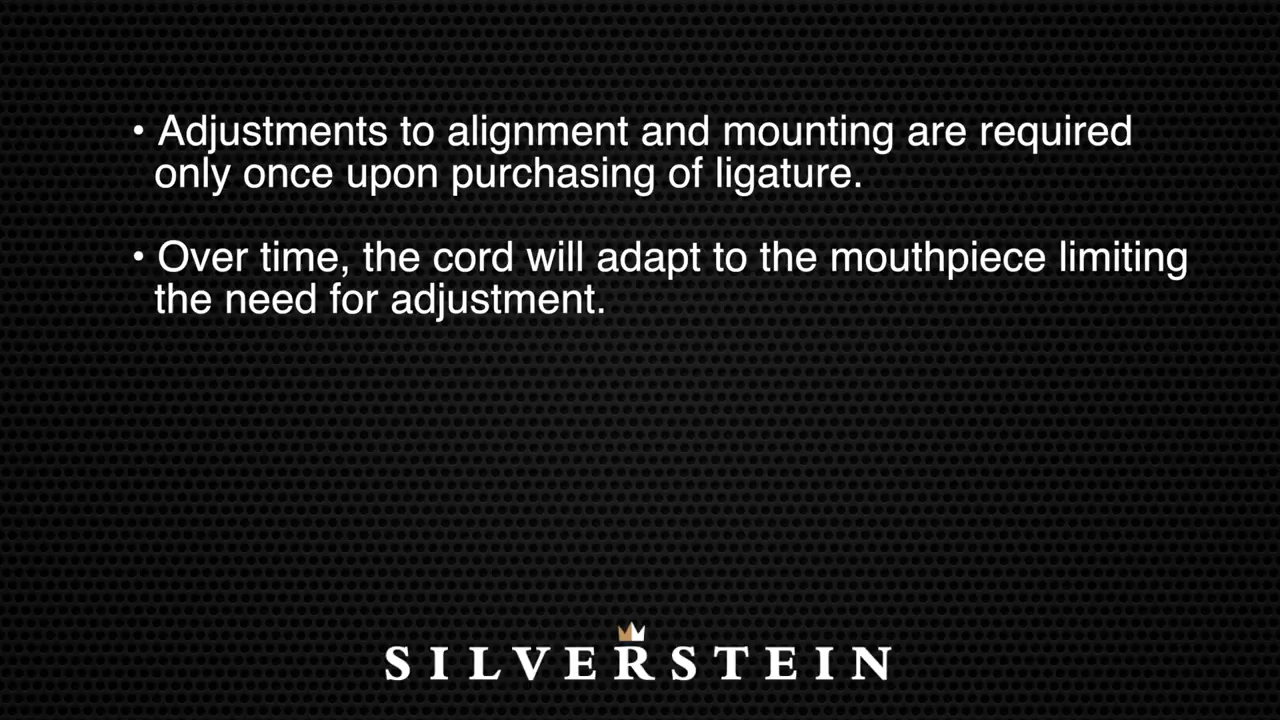 • Adjustments to alignment and mounting are required
only once upon purchasing of ligature.
• Over time, the cord will adapt to the mouthpiece limiting
the need for adjustment.
SILVERSTEIN